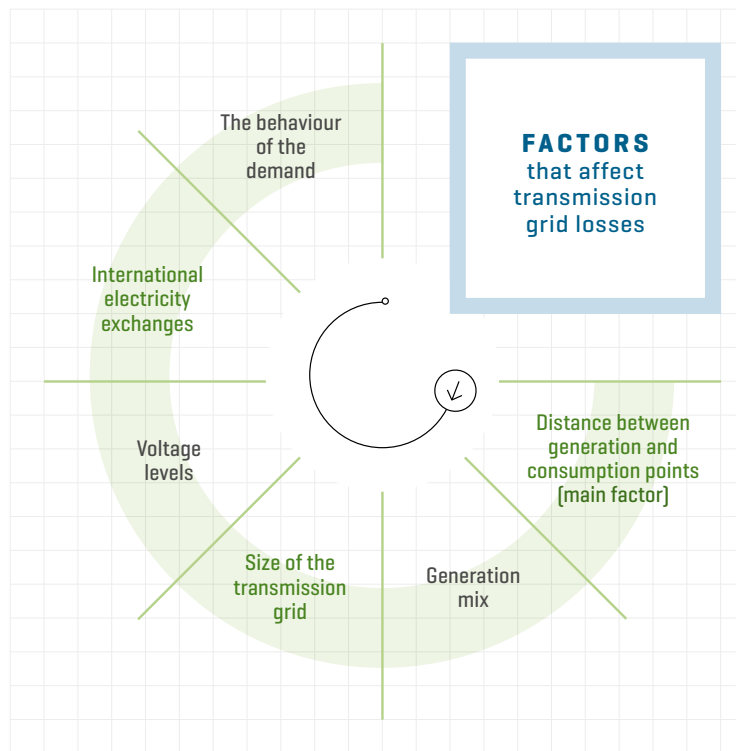 FACTORS
that affect
transmission
grid losses
The behaviour
of the
demand
International
electricity
exchanges
Voltage
levels
Size of the
transmission
grid
Generation
mix
Distance between
generation and
consumption points
(main factor)